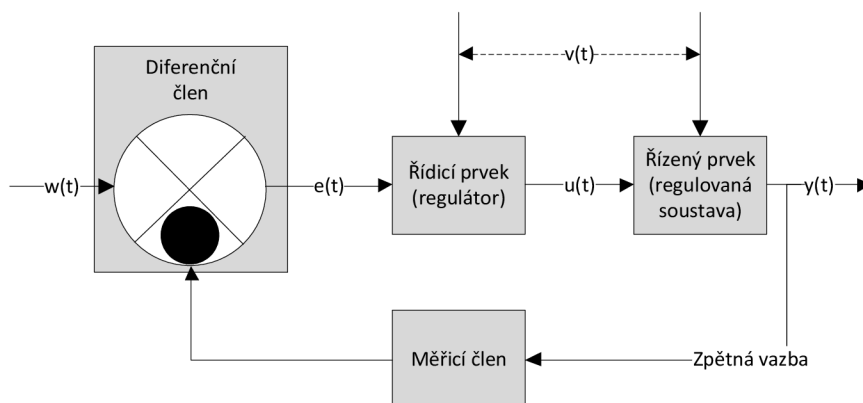 Diferenční
člen
v(t)
w(t)
e(t)
Řídicí prvek
(regulátor)
u(t)
Řízený prvek
(regulovaná
soustava)
y(t)
Měřicí člen
Zpětná vazba